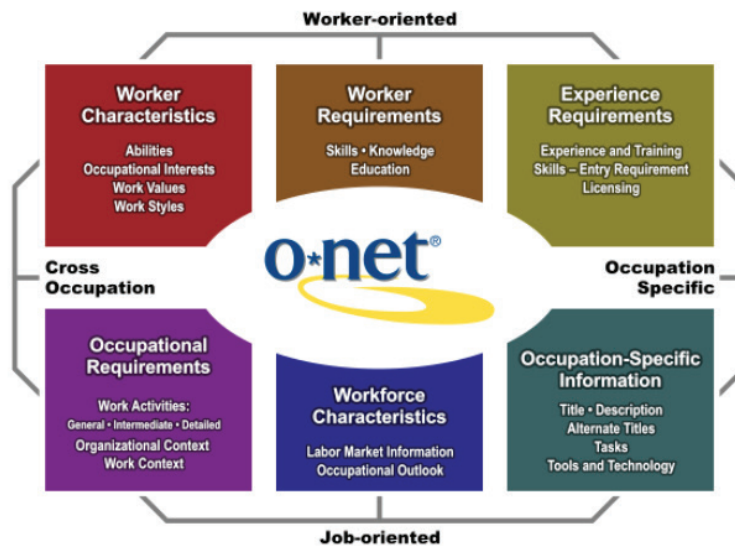 Worker-oriented
Worker
Characteristics
Abilities
Occupational Interests
Work Values
Work Styles
Worker
Requirements
Skills • Knowledge
Education
Experience
Requirements
Experience and Training
Skills – Entry Requirement
Licensing
Cross
Occupation
o*net®
Occupation
Specific
Occupational
Requirements
Work Activities:
General • Intermediate • Detailed
Organizational Context
Work Context
Workforce
Characteristics
Labor Market Information
Occupational Outlook
Occupation-Specific
Information
Title • Description
Alternate Titles
Tasks
Tools and Technology
Job-oriented